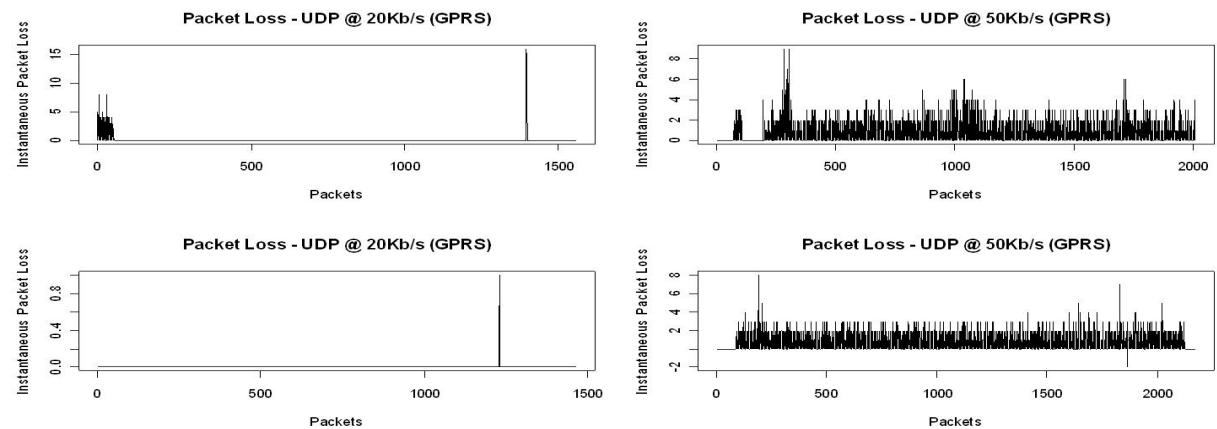 Packet Loss - UDP @ 20Kb/s (GPRS)
Instantaneous Packet Loss
0 5 10 15
0 500 1000 1500
Packets
Packet Loss - UDP @ 50Kb/s (GPRS)
Instantaneous Packet Loss
0 2 4 6 8
0 500 1000 1500 2000
Packets
Packet Loss - UDP @ 20Kb/s (GPRS)
Instantaneous Packet Loss
0.0 0.4 0.8
0 500 1000 1500
Packets
Packet Loss - UDP @ 50Kb/s (GPRS)
Instantaneous Packet Loss
-2 2 4 6 8
0 500 1000 1500 2000
Packets